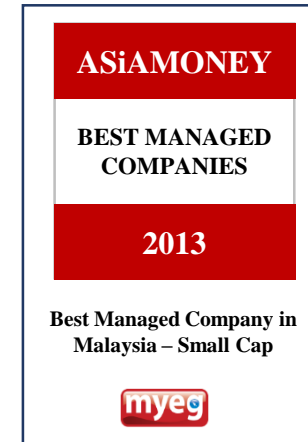 ASiAMONEY
BEST MANAGED
COMPANIES
2013
Best Managed Company in
Malaysia – Small Cap
myeg